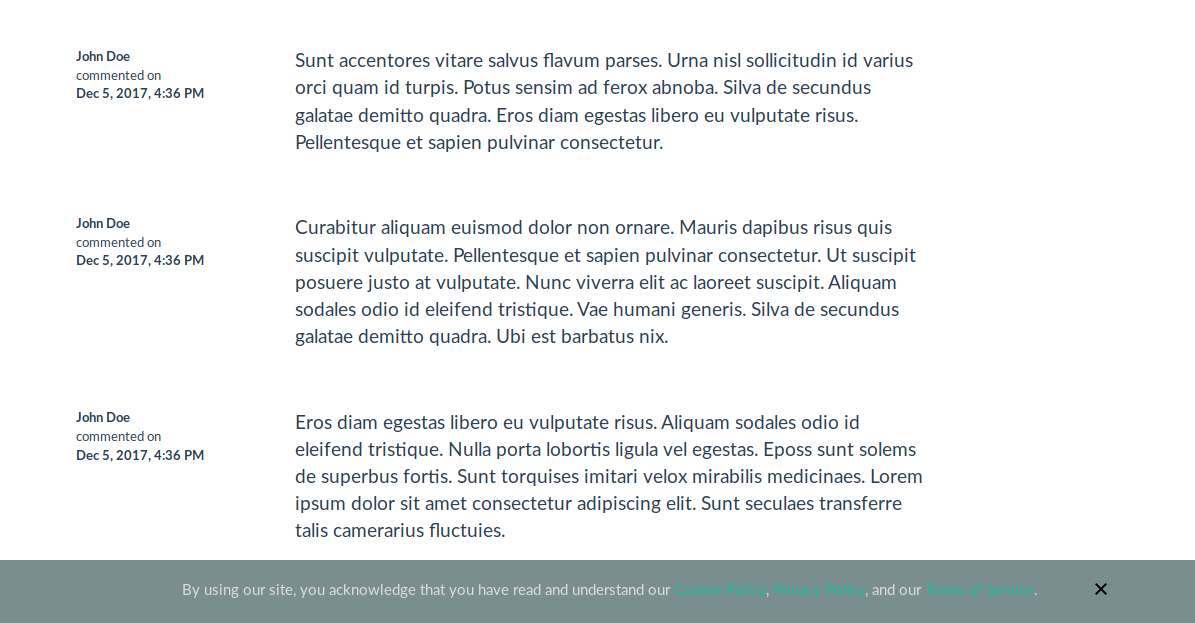 John Doe
commented on
Dec 5, 2017, 4:36 PM
Sunt accentores vitare salvus flavum parses. Urna nisl sollicitudin id varius
orci quam id turpis. Potus sensim ad ferox abnoba. Silva de secundus
galatae demitto quadra. Eros diam egestas libero eu vulputate risus.
Pellentesque et sapien pulvinar consectetur.
John Doe
commented on
Dec 5, 2017, 4:36 PM
Curabitur aliquam euismod dolor non ornare. Mauris dapibus risus quis
suscipit vulputate. Pellentesque et sapien pulvinar consectetur. Ut suscipit
posuere justo at vulputate. Nunc viverra elit ac laoreet suscipit. Aliquam
sodales odio id eleifend tristique. Vae humani generis. Silva de secundus
galatae demitto quadra. Ubi est barbatus nix.
John Doe
commented on
Dec 5, 2017, 4:36 PM
Eros diam egestas libero eu vulputate risus. Aliquam sodales odio id
eleifend tristique. Nulla porta lobortis ligula vel egestas. Eposs sunt solems
de superbus fortis. Sunt torquises imitari velox mirabilis medicinaes. Lorem
ipsum dolor sit amet consectetur adipiscing elit. Sunt seculaes transferre
talis camerarius fluctuies.
By using our site, you acknowledge that you have read and understand our Cookie Policy, Privacy Policy, and our Terms of Service.